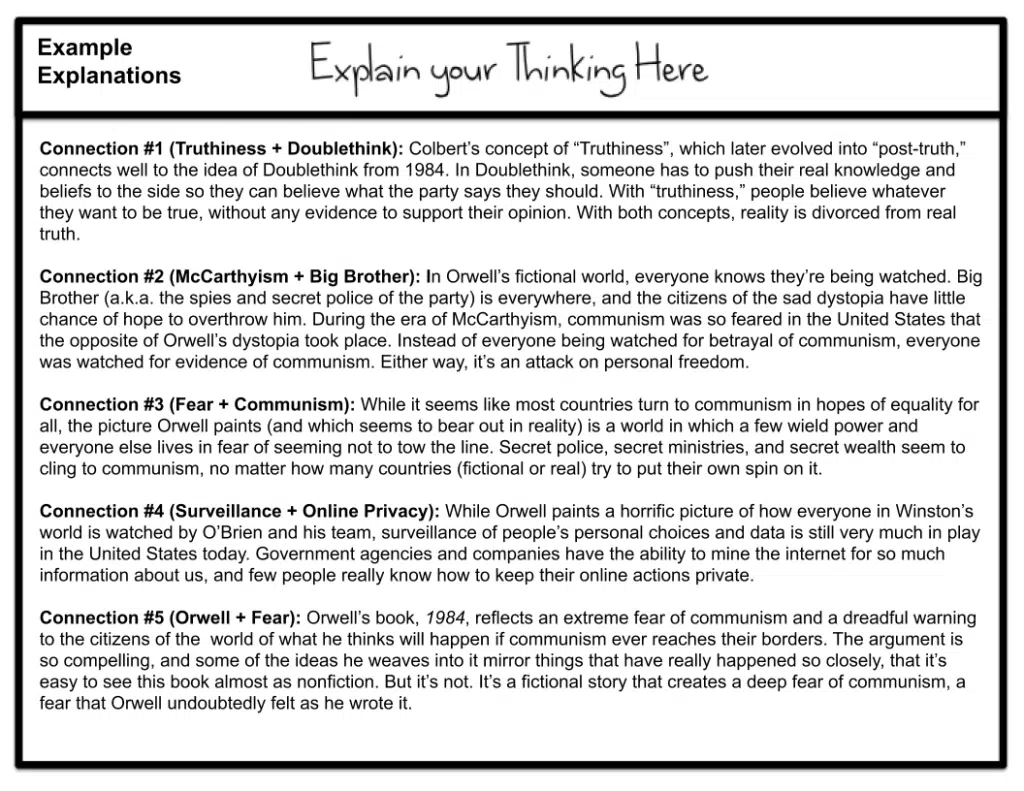 Example
Explanations
Explain your Thinking Here
Connection #1 (Truthiness + Doublethink): Colbert’s concept of “Truthiness”, which later evolved into “post-truth,”
connects well to the idea of Doublethink from 1984. In Doublethink, someone has to push their real knowledge and
beliefs to the side so they can believe what the party says they should. With “truthiness,” people believe whatever
they want to be true, without any evidence to support their opinion. With both concepts, reality is divorced from real
truth.
Connection #2 (McCarthyism + Big Brother): In Orwell’s fictional world, everyone knows they’re being watched. Big
Brother (a.k.a. the spies and secret police of the party) is everywhere, and the citizens of the sad dystopia have little
chance of hope to overthrow him. During the era of McCarthyism, communism was so feared in the United States that
the opposite of Orwell’s dystopia took place. Instead of everyone being watched for betrayal of communism, everyone
was watched for evidence of communism. Either way, it’s an attack on personal freedom.
Connection #3 (Fear + Communism): While it seems like most countries turn to communism in hopes of equality for
all, the picture Orwell paints (and which seems to bear out in reality) is a world in which a few wield power and
everyone else lives in fear of seeming not to tow the line. Secret police, secret ministries, and secret wealth seem to
cling to communism, no matter how many countries (fictional or real) try to put their own spin on it.
Connection #4 (Surveillance + Online Privacy): While Orwell paints a horrific picture of how everyone in Winston’s
world is watched by O’Brien and his team, surveillance of people’s personal choices and data is still very much in play
in the United States today. Government agencies and companies have the ability to mine the internet for so much
information about us, and few people really know how to keep their online actions private.
Connection #5 (Orwell + Fear): Orwell’s book, 1984, reflects an extreme fear of communism and a dreadful warning
to the citizens of the  world of what he thinks will happen if communism ever reaches their borders. The argument is
so compelling, and some of the ideas he weaves into it mirror things that have really happened so closely, that it’s
easy to see this book almost as nonfiction. But it’s not. It’s a fictional story that creates a deep fear of communism, a
fear that Orwell undoubtedly felt as he wrote it.